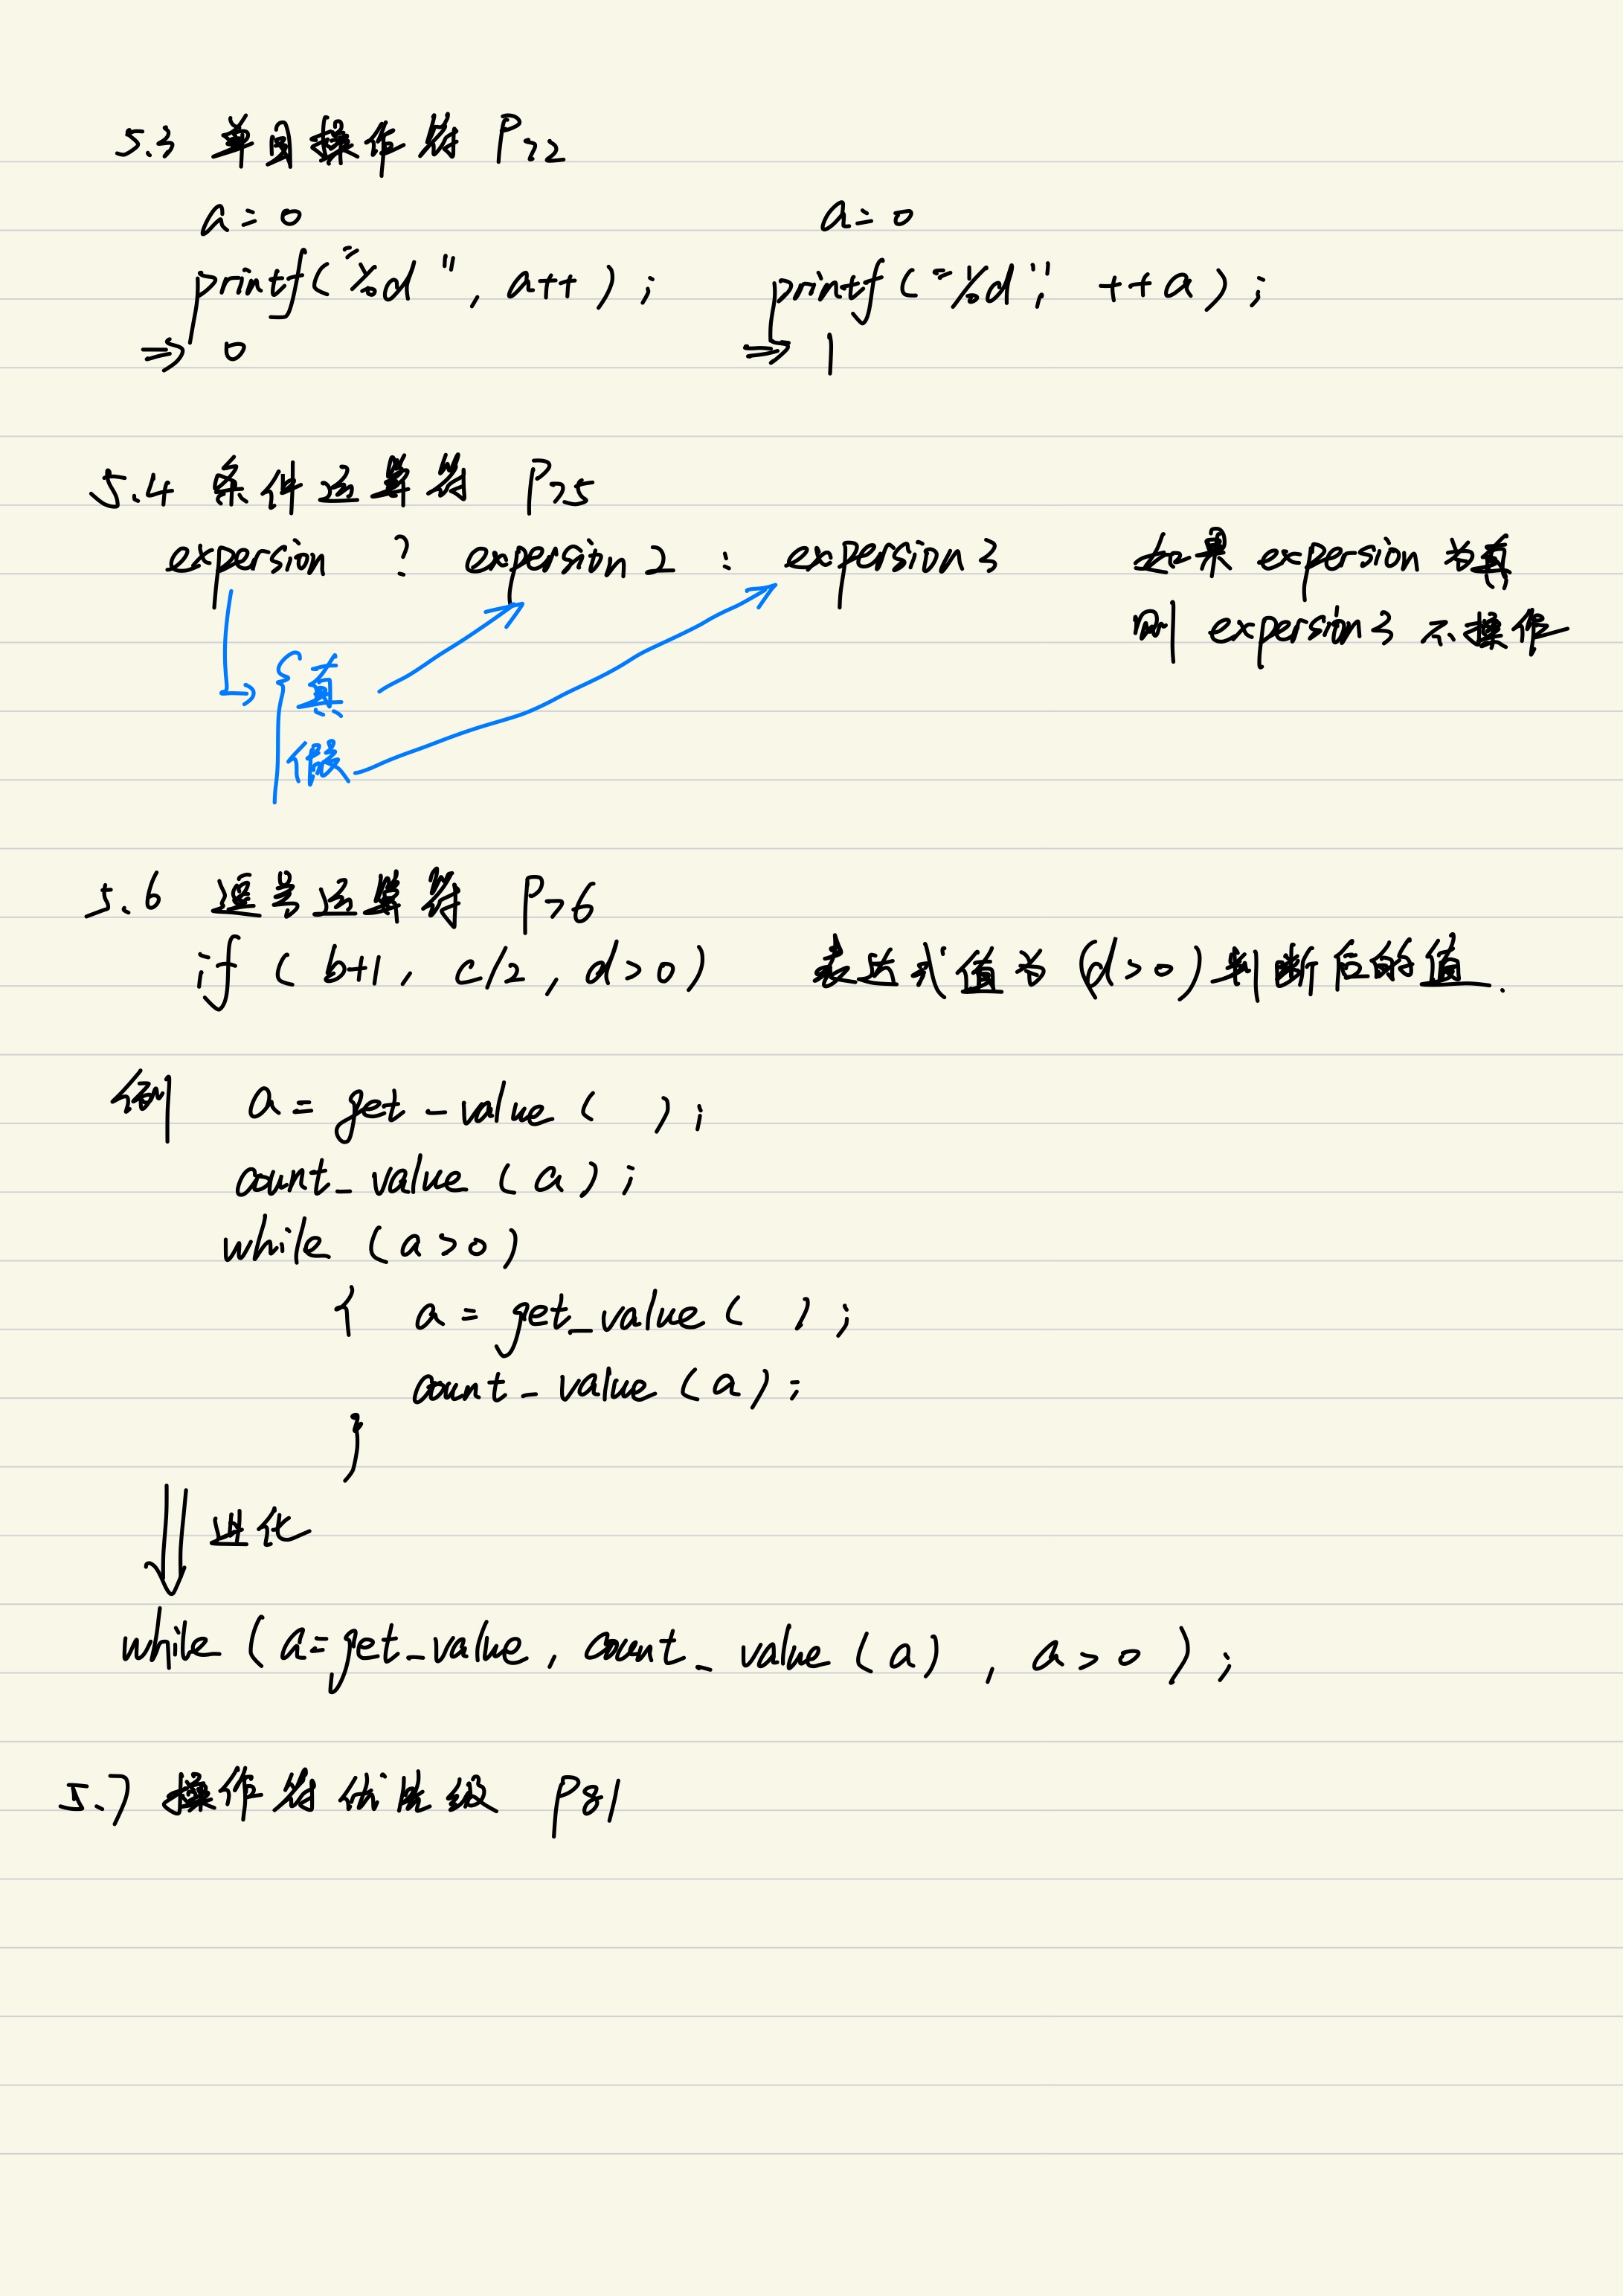 5.3 单目操作符 P72
a=0 a=0
printf("%d", a++); printf("%d", ++a);
⇒ 0 ⇒ 1
5.4 条件运算符 P75
expersion ? expersion2 : expersion3 如果 expersion 为真
则 expersion3 不操作
真
假
5.6 逗号运算符 P76
if (b+1, c/2, d>0) 表达式值为(d>0)判断后的值.
例 a = get_value( );
count_value(a);
while (a>0)
{ a = get_value( );
count_value(a);
}
进化
while (a=get_value, count_value(a), a>0);
5.7 操作符优先级 P81